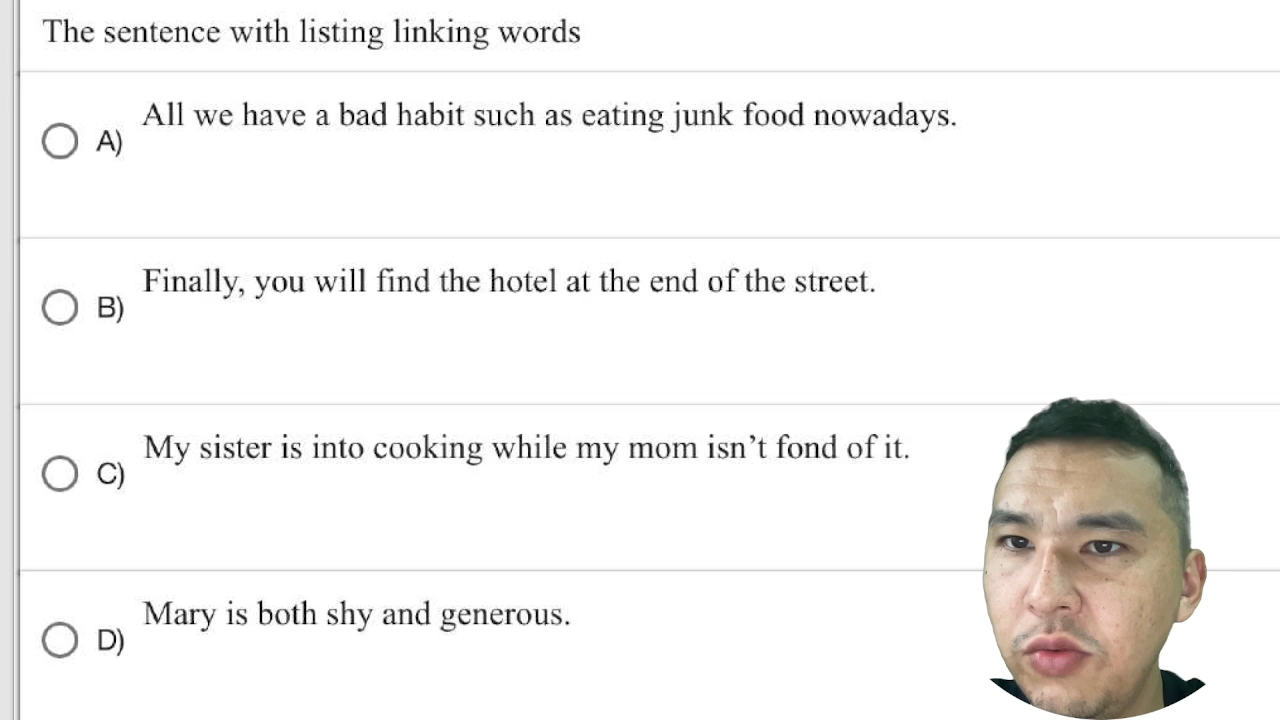 The sentence with listing linking words
All we have a bad habit such as eating junk food nowadays.
A)
Finally, you will find the hotel at the end of the street.
B)
My sister is into cooking while my mom isn’t fond of it.
C)
Mary is both shy and generous.
D)